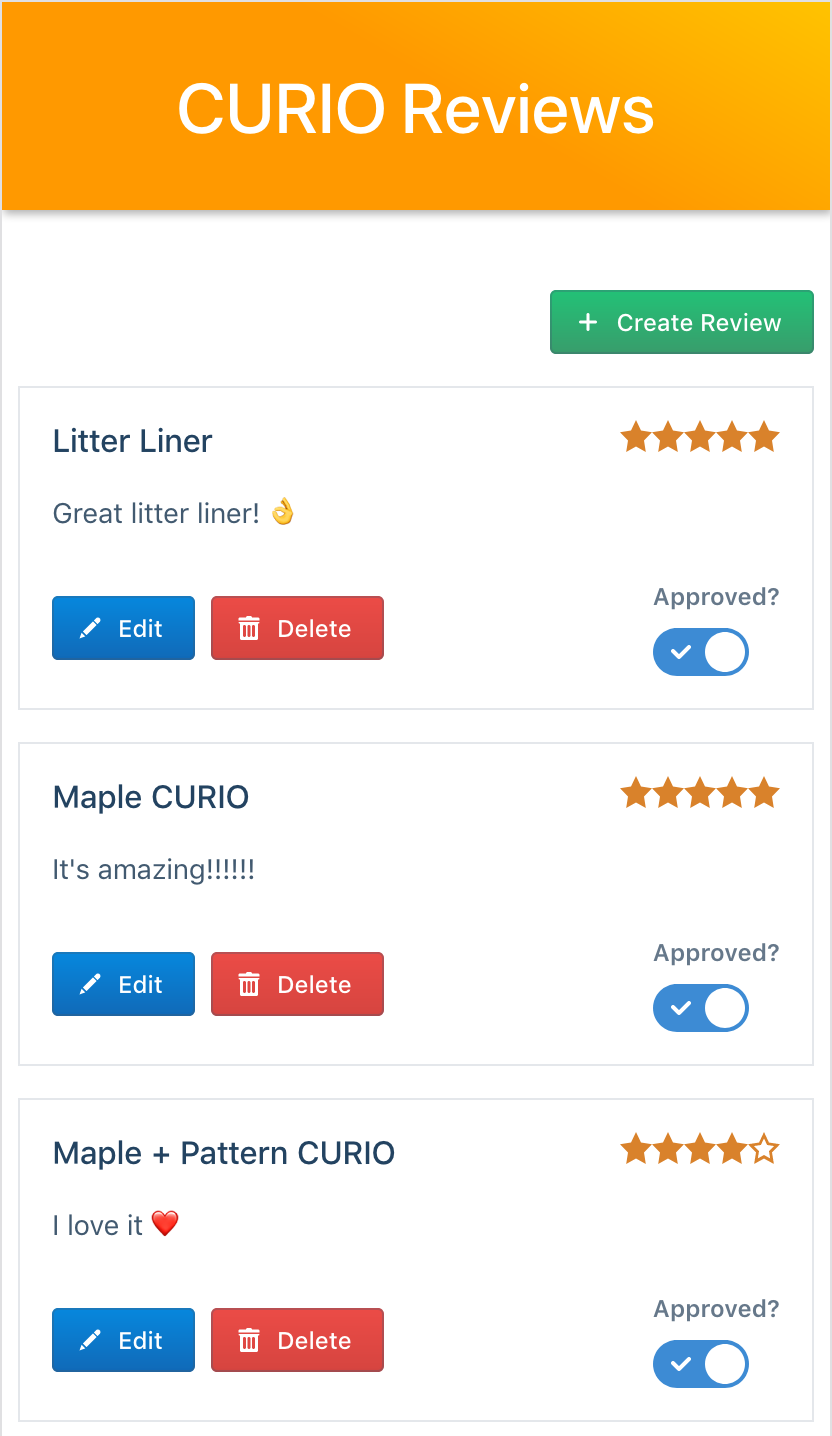 CURIO Reviews
+ Create Review
Litter Liner
Great litter liner! 👌
Approved?
Edit Delete
Maple CURIO
It's amazing!!!!!!
Approved?
Edit Delete
Maple + Pattern CURIO
I love it ❤️
Approved?
Edit Delete